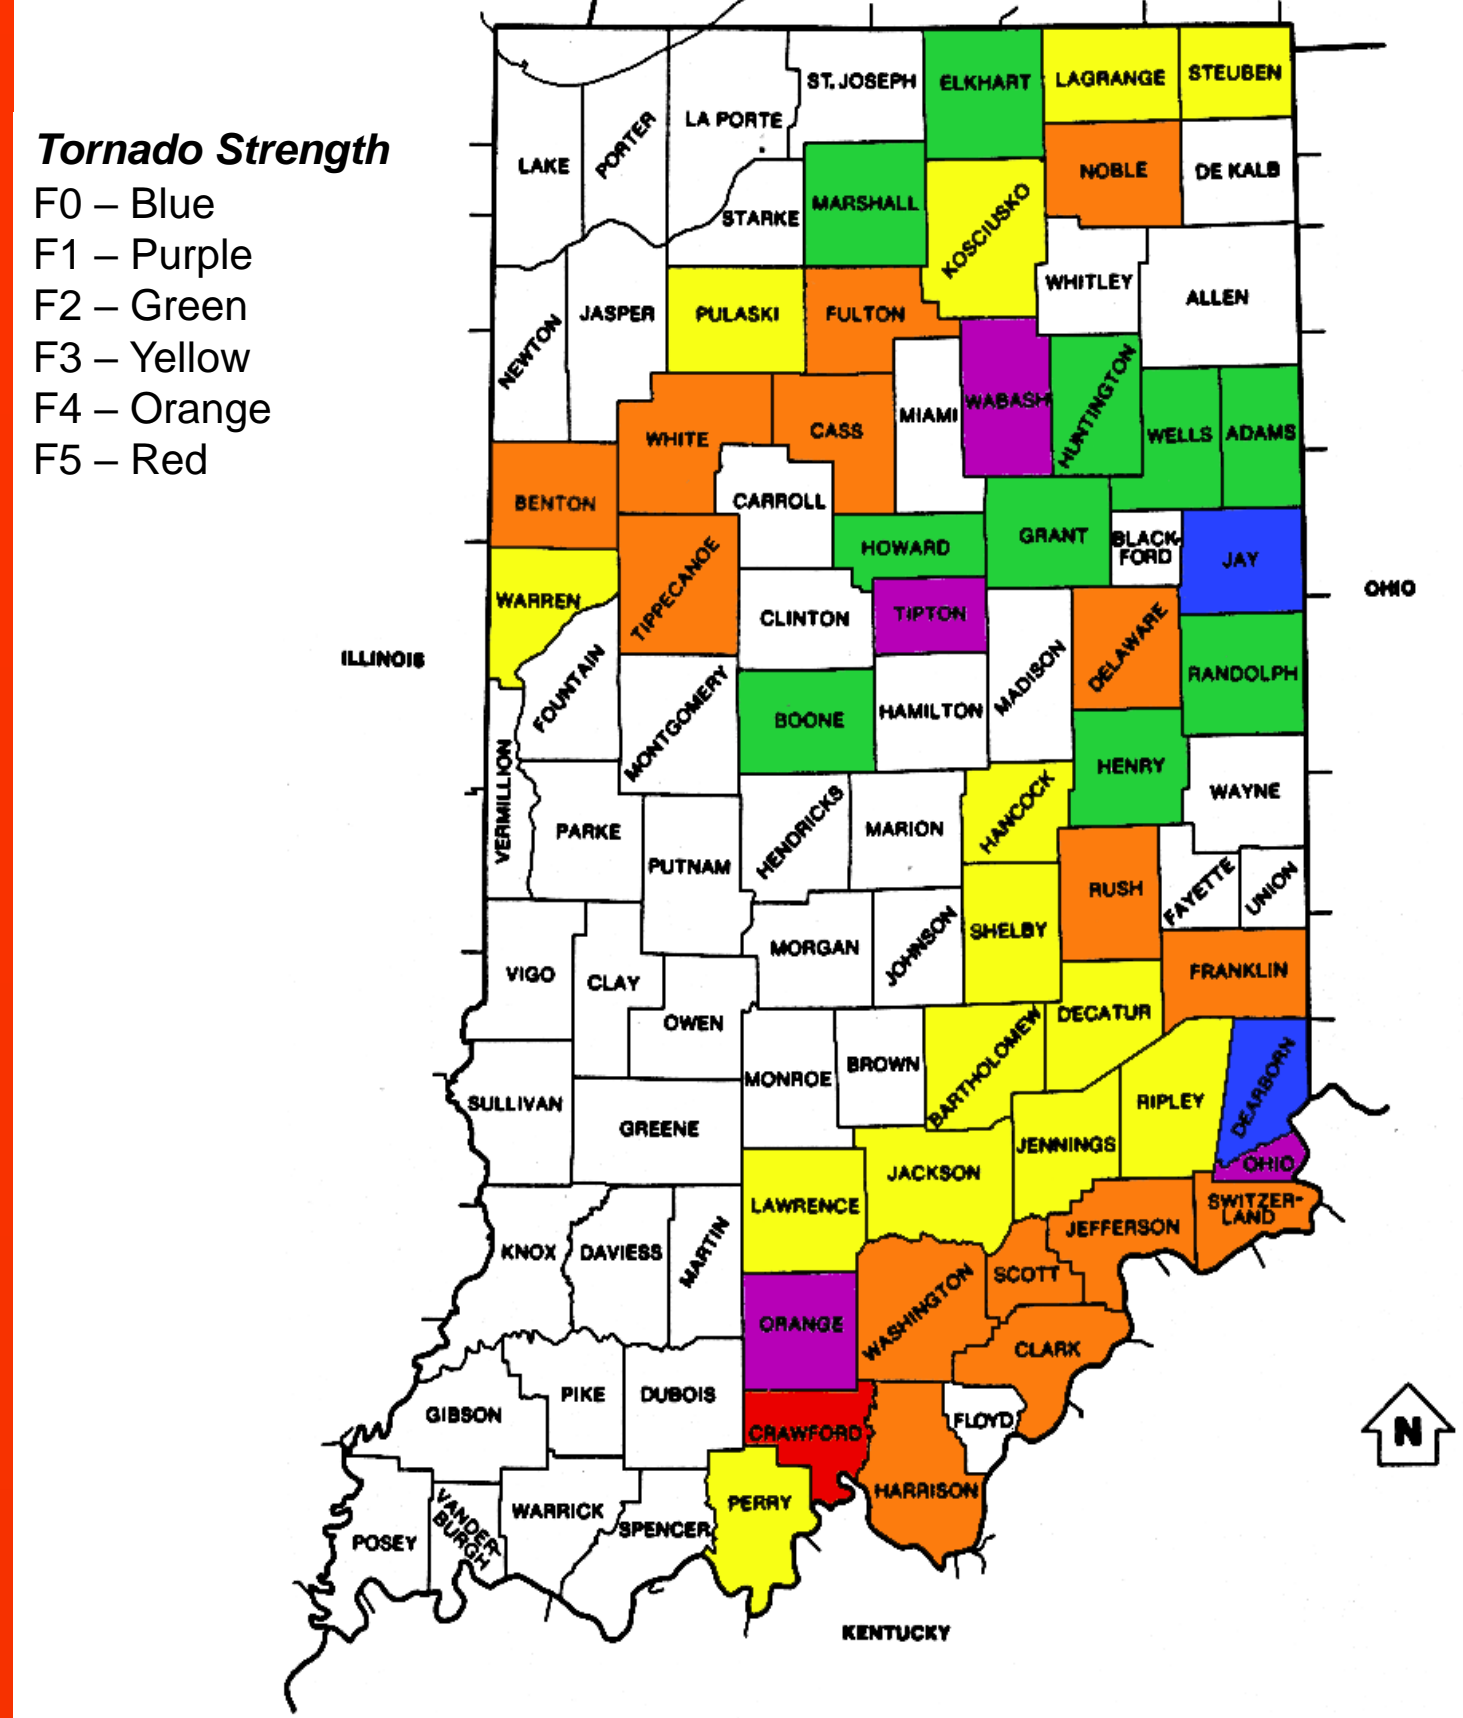 Tornado Strength
F0 – Blue
F1 – Purple
F2 – Green
F3 – Yellow
F4 – Orange
F5 – Red
ST. JOSEPH
ELKHART
LAGRANGE
STEUBEN
LAKE
PORTER
LA PORTE
NOBLE
DE KALB
STARKE
MARSHALL
KOSCIUSKO
WHITLEY
ALLEN
NEWTON
JASPER
PULASKI
FULTON
WHITE
CASS
MIAMI
WABASH
HUNTINGTON
WELLS
ADAMS
BENTON
CARROLL
HOWARD
GRANT
BLACK-
FORD
JAY
WARREN
TIPPECANOE
CLINTON
TIPTON
MADISON
DELAWARE
RANDOLPH
OHIO
ILLINOIS
FOUNTAIN
MONTGOMERY
BOONE
HAMILTON
HENRY
WAYNE
VERMILLION
PARKE
PUTNAM
HENDRICKS
MARION
HANCOCK
RUSH
FAYETTE
UNION
VIGO
CLAY
OWEN
MORGAN
JOHNSON
SHELBY
DECATUR
FRANKLIN
SULLIVAN
GREENE
MONROE
BROWN
BARTHOLOMEW
JENNINGS
RIPLEY
DEARBORN
OHIO
KNOX
DAVIESS
MARTIN
LAWRENCE
JACKSON
JEFFERSON
SWITZER-
LAND
SCOTT
ORANGE
WASHINGTON
CLARK
GIBSON
PIKE
DUBOIS
CRAWFORD
FLOYD
HARRISON
N
POSEY
VANDER-
BURGH
WARRICK
SPENCER
PERRY
KENTUCKY